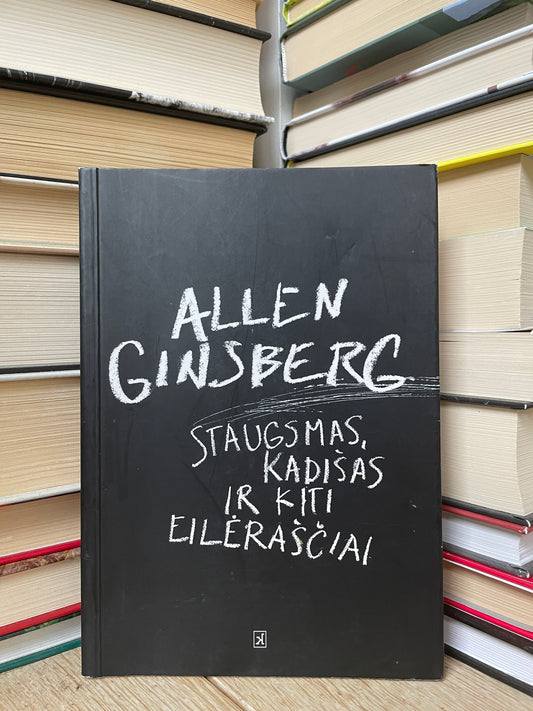 ALLEN
GINSBERG
STAUGSMAS,
KADIŠAS
IR KITI
EILĖRAŠČIAI
K